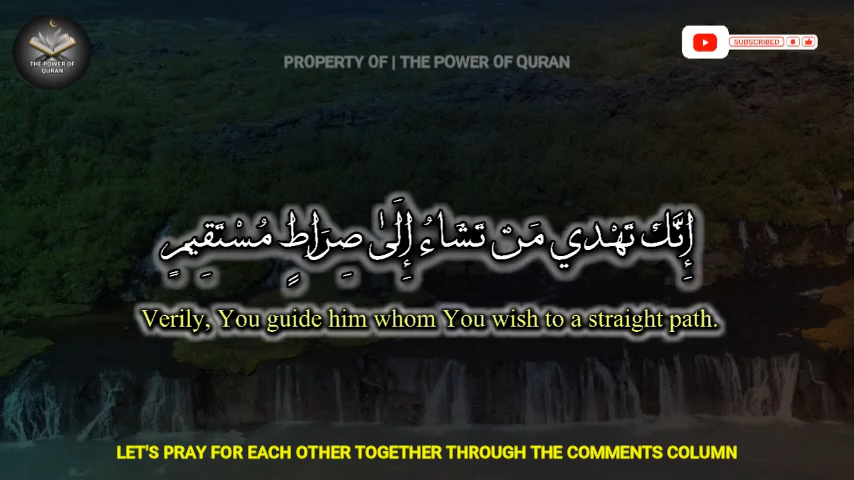 THE POWER OF
QURAN
PROPERTY OF | THE POWER OF QURAN
SUBSCRIBED
إِنَّكَ تَهْدِي مَنْ تَشَاءُ إِلَىٰ صِرَاطٍ مُسْتَقِيمٍ
Verily, You guide him whom You wish to a straight path.
LET'S PRAY FOR EACH OTHER TOGETHER THROUGH THE COMMENTS COLUMN